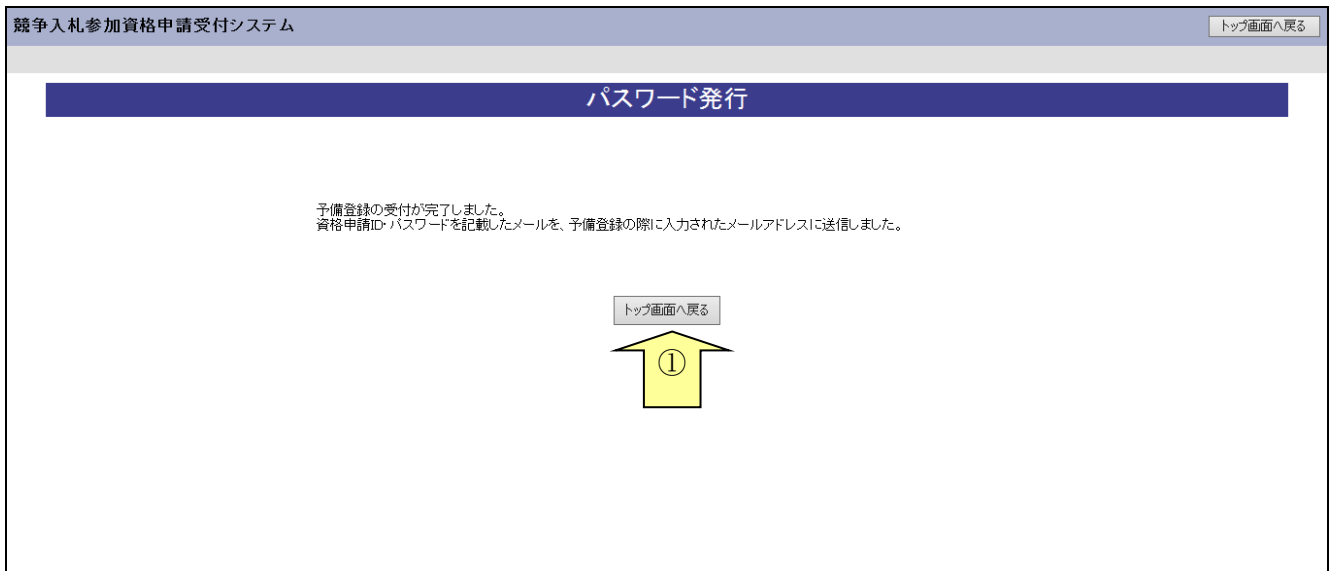 競争入札参加資格申請受付システム
トップ画面へ戻る
パスワード発行
予備登録の受付が完了しました。
資格申請ID・パスワードを記載したメールを、予備登録の際に入力されたメールアドレスに送信しました。
トップ画面へ戻る
①